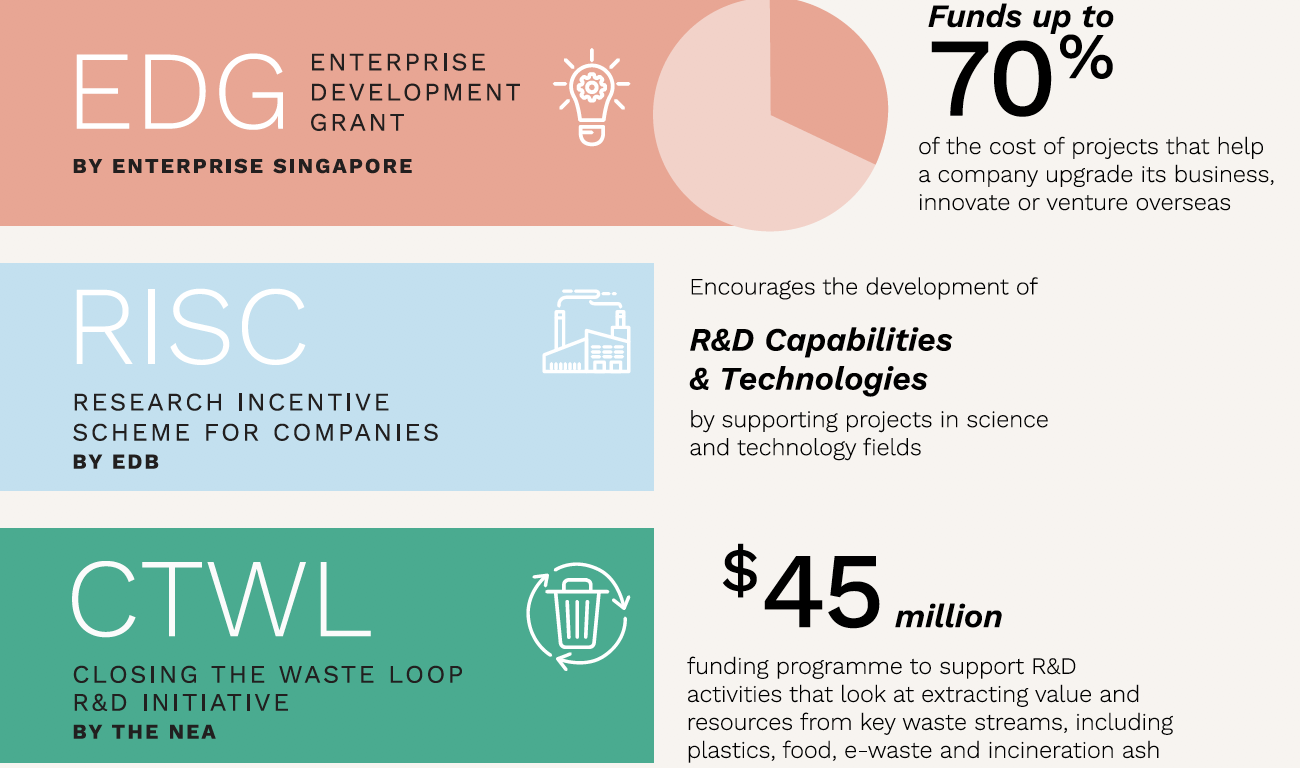 EDG
ENTERPRISE
DEVELOPMENT
GRANT
BY ENTERPRISE SINGAPORE
Funds up to
70%
of the cost of projects that help
a company upgrade its business,
innovate or venture overseas
RISC
RESEARCH INCENTIVE
SCHEME FOR COMPANIES
BY EDB
Encourages the development of
R&D Capabilities
& Technologies
by supporting projects in science
and technology fields
CTWL
CLOSING THE WASTE LOOP
R&D INITIATIVE
BY THE NEA
$45 million
funding programme to support R&D
activities that look at extracting value and
resources from key waste streams, including
plastics, food, e-waste and incineration ash